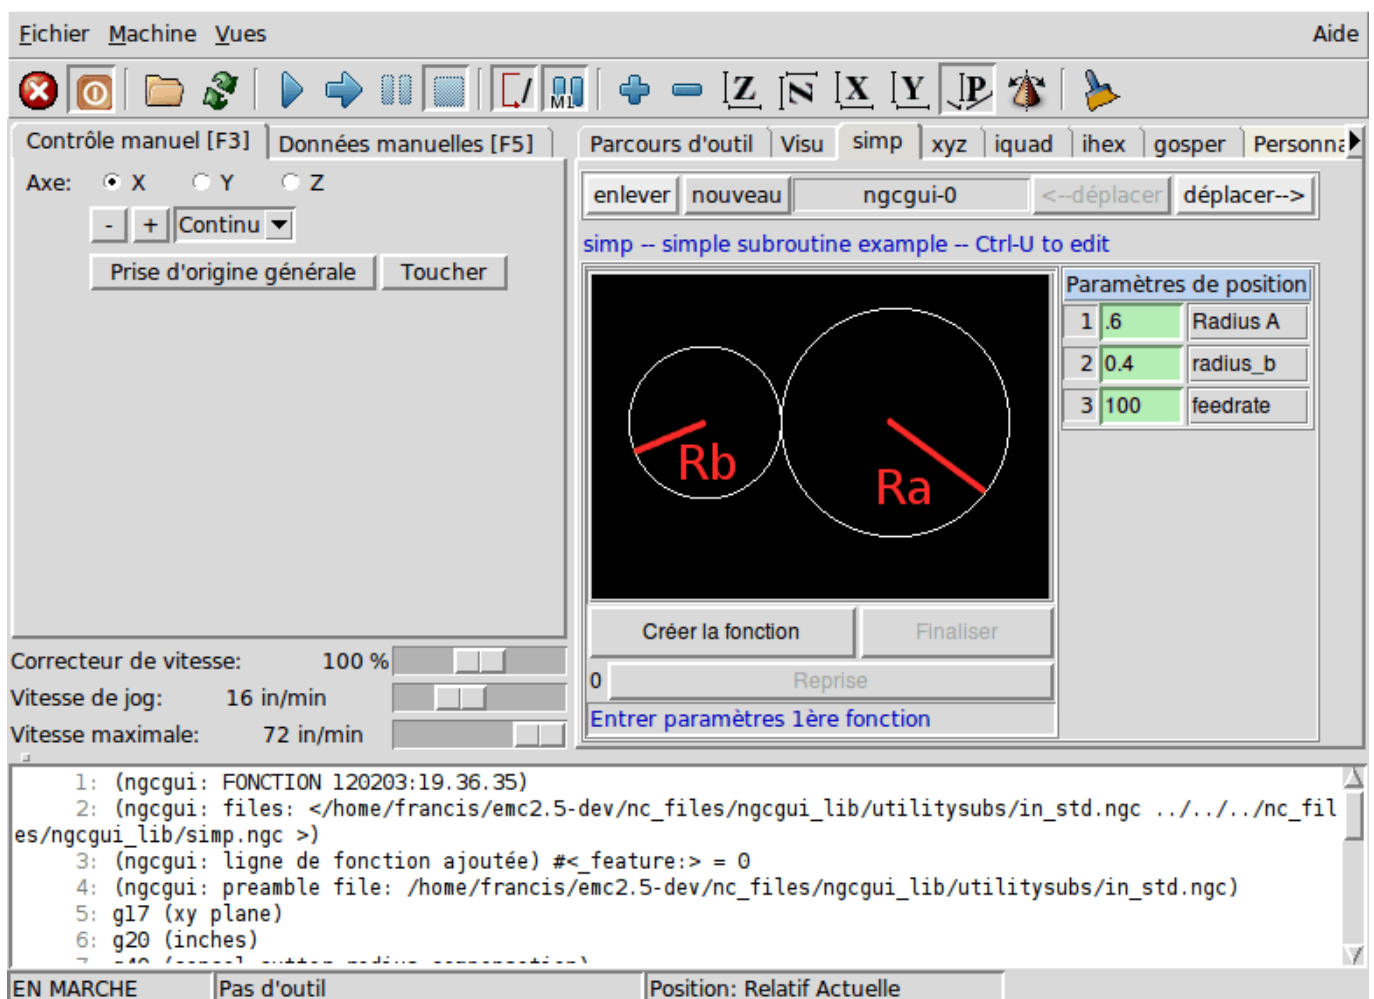 Fichier Machine Vues Aide
M1 Z N X Y P
Contrôle manuel [F3] Données manuelles [F5]
Parcours d'outil Visu simp xyz iquad ihex gosper Personna
Axe: X Y Z
- + Continu
Prise d'origine générale Toucher
enlever nouveau ngcgui-0 <--déplacer déplacer-->
simp -- simple subroutine example -- Ctrl-U to edit
Rb
Ra
Paramètres de position
1 .6 Radius A
2 0.4 radius_b
3 100 feedrate
Créer la fonction Finaliser
0 Reprise
Entrer paramètres 1ère fonction
Correcteur de vitesse: 100 %
Vitesse de jog: 16 in/min
Vitesse maximale: 72 in/min
1: (ngcgui: FONCTION 120203:19.36.35)
2: (ngcgui: files: </home/francis/emc2.5-dev/nc_files/ngcgui_lib/utilitysubs/in_std.ngc ../../../nc_fil
es/ngcgui_lib/simp.ngc >)
3: (ngcgui: ligne de fonction ajoutée) #<_feature:> = 0
4: (ngcgui: preamble file: /home/francis/emc2.5-dev/nc_files/ngcgui_lib/utilitysubs/in_std.ngc)
5: g17 (xy plane)
6: g20 (inches)
EN MARCHE Pas d'outil Position: Relatif Actuelle